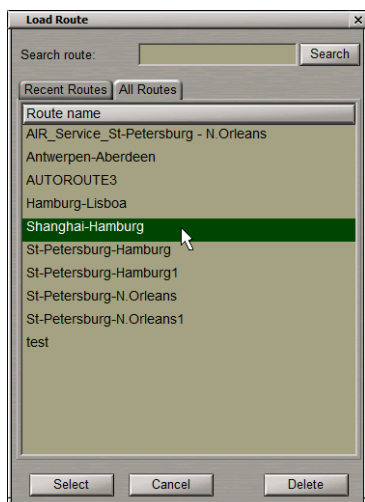 Load Route
Search route: Search
Recent Routes All Routes
Route name
AIR_Service_St-Petersburg - N.Orleans
Antwerpen-Aberdeen
AUTOROUTE3
Hamburg-Lisboa
Shanghai-Hamburg
St-Petersburg-Hamburg
St-Petersburg-Hamburg1
St-Petersburg-N.Orleans
St-Petersburg-N.Orleans1
test
Select Cancel Delete